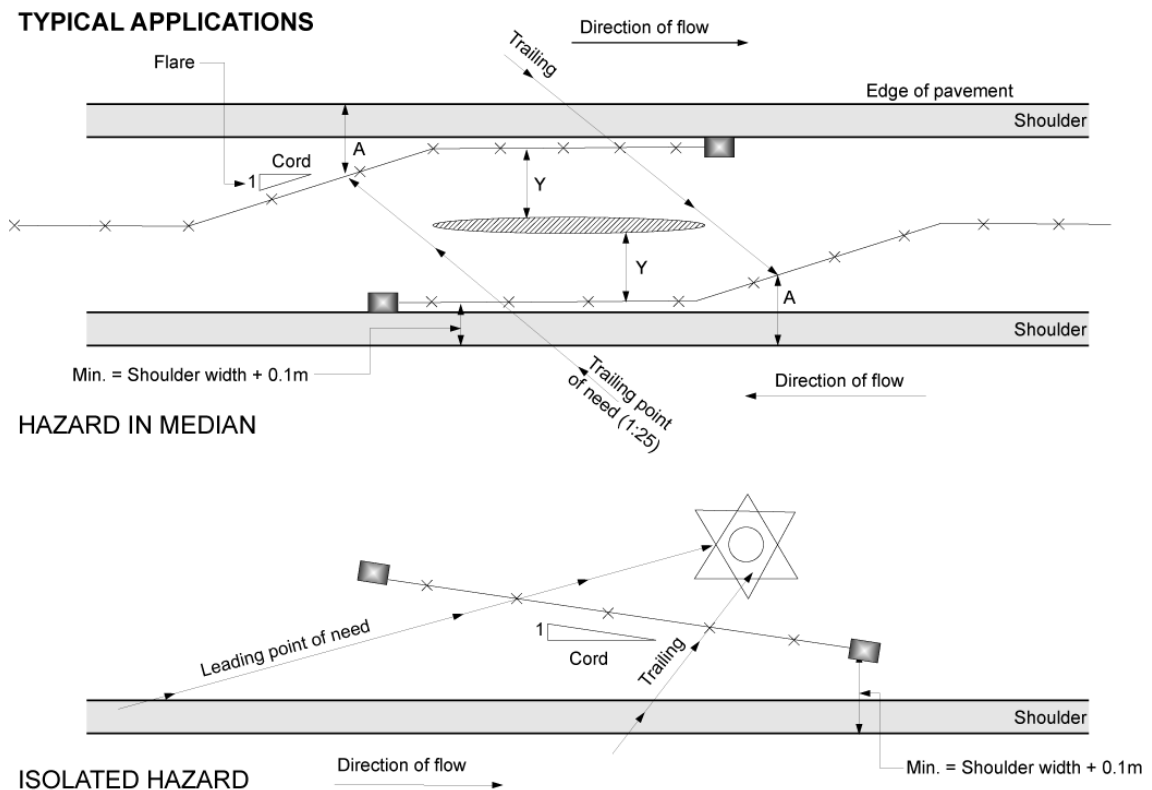 TYPICAL APPLICATIONS
Direction of flow
Trailing
Flare
Edge of pavement
Shoulder
A
Cord
1
Y
Y
A
Shoulder
Min. = Shoulder width + 0.1m
Trailing point
of need (1:25)
Direction of flow
HAZARD IN MEDIAN
Leading point of need
1
Cord
Trailing
Shoulder
Min. = Shoulder width + 0.1m
Direction of flow
ISOLATED HAZARD